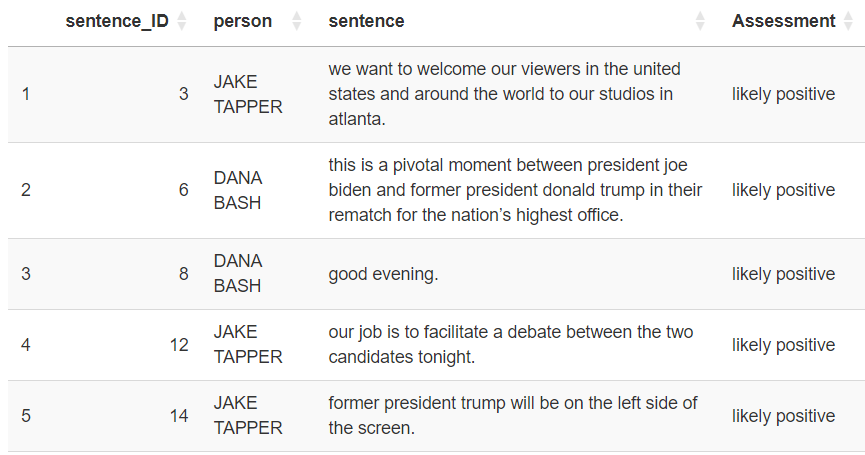 sentence_ID person sentence Assessment
1 3 JAKE TAPPER we want to welcome our viewers in the united states and around the world to our studios in atlanta. likely positive
2 6 DANA BASH this is a pivotal moment between president joe biden and former president donald trump in their rematch for the nation’s highest office. likely positive
3 8 DANA BASH good evening. likely positive
4 12 JAKE TAPPER our job is to facilitate a debate between the two candidates tonight. likely positive
5 14 JAKE TAPPER former president trump will be on the left side of the screen. likely positive